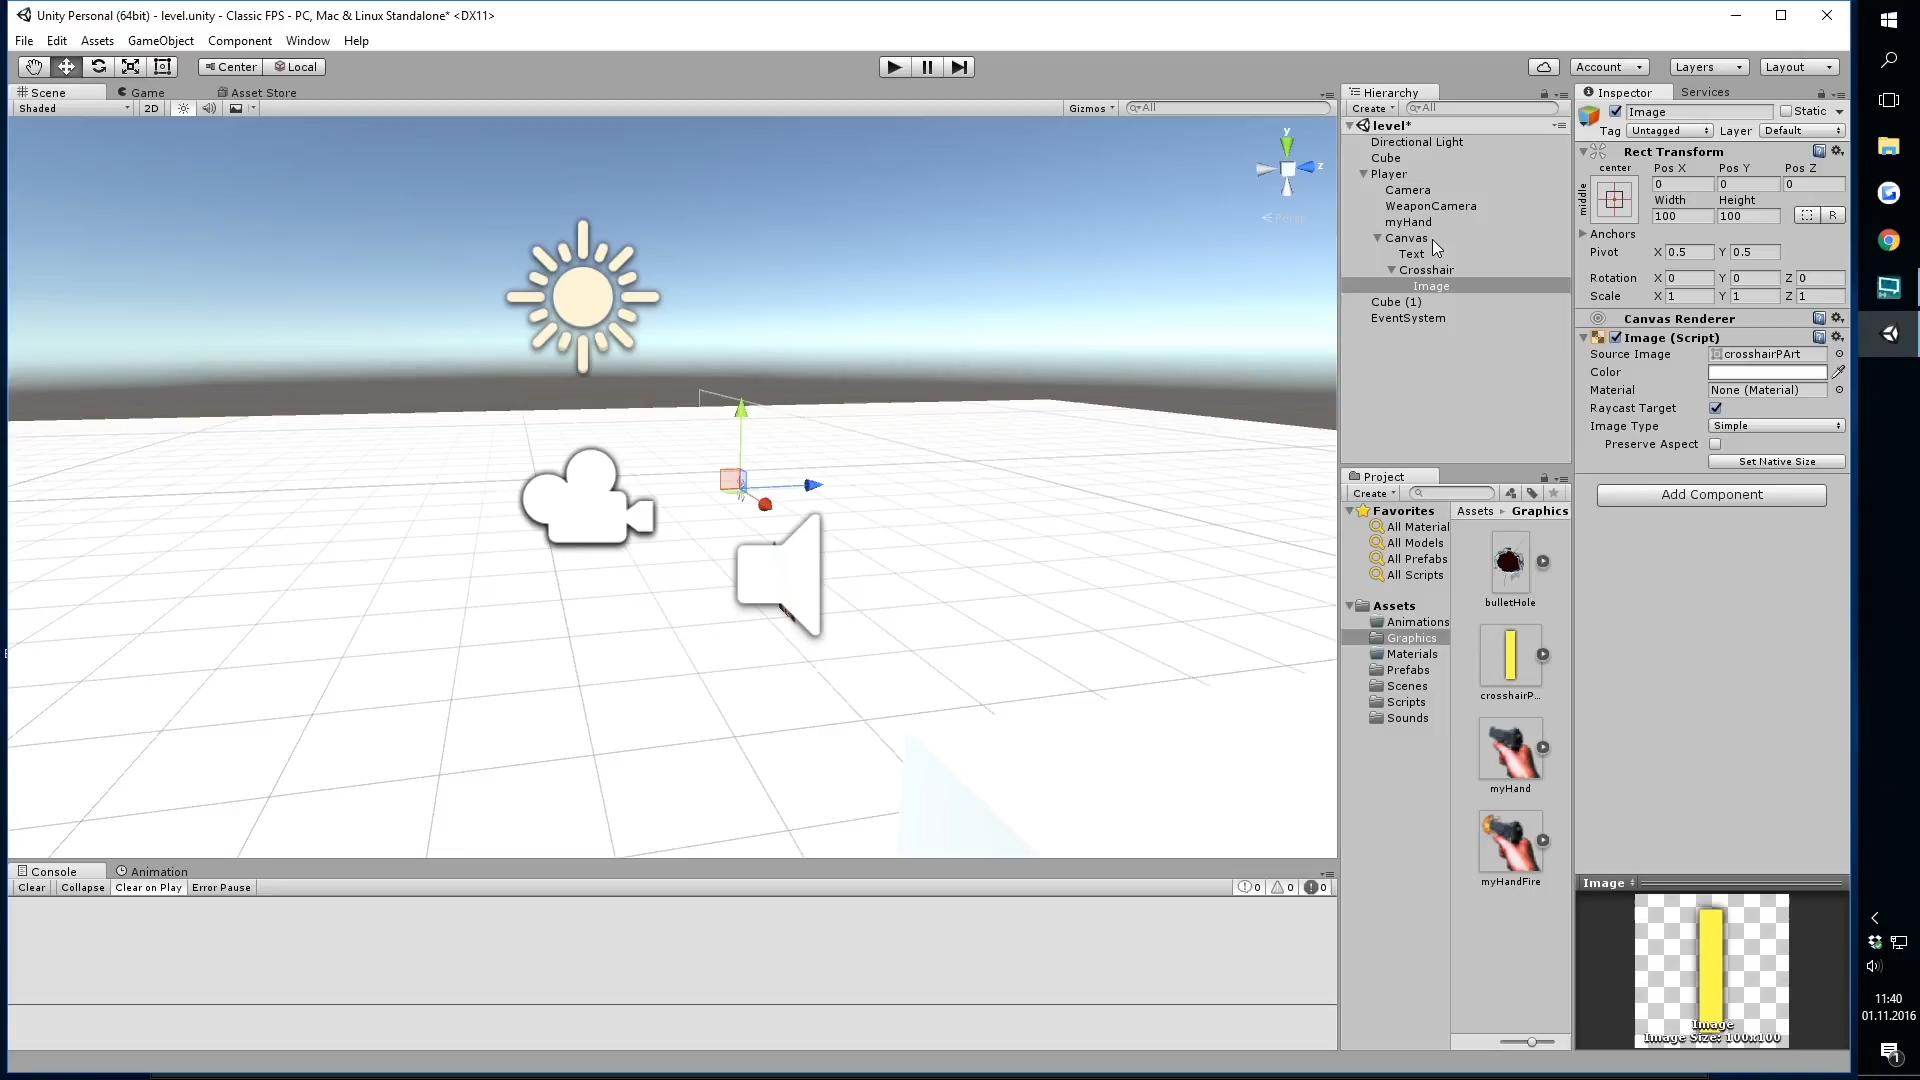 Unity Personal (64bit) - level.unity - Classic FPS - PC, Mac & Linux Standalone* <DX11>
File Edit Assets GameObject Component Window Help
Center Local Account Layers Layout
Scene Game Asset Store
Shaded 2D Gizmos All
y
z
Persp
Hierarchy
Create All
level*
Directional Light
Cube
Player
Camera
WeaponCamera
myHand
Canvas
Text
Crosshair
Image
Cube (1)
EventSystem
Project
Create
Favorites
All Material
All Models
All Prefabs
All Scripts
Assets
Animations
Graphics
Materials
Prefabs
Scenes
Scripts
Sounds
Assets Graphics
bulletHole
crosshairP...
myHand
myHandFire
Inspector Services
Image Static
Tag Untagged Layer Default
Rect Transform
center Pos X Pos Y Pos Z
middle 0 0 0
Width Height
100 100 R
Anchors
Pivot X 0.5 Y 0.5
Rotation X 0 Y 0 Z 0
Scale X 1 Y 1 Z 1
Canvas Renderer
Image (Script)
Source Image crosshairPArt
Color
Material None (Material)
Raycast Target
Image Type Simple
Preserve Aspect
Set Native Size
Add Component
Image
Image
Image Size: 100x100
Console Animation
Clear Collapse Clear on Play Error Pause 0 0 0
11:40
01.11.2016
1